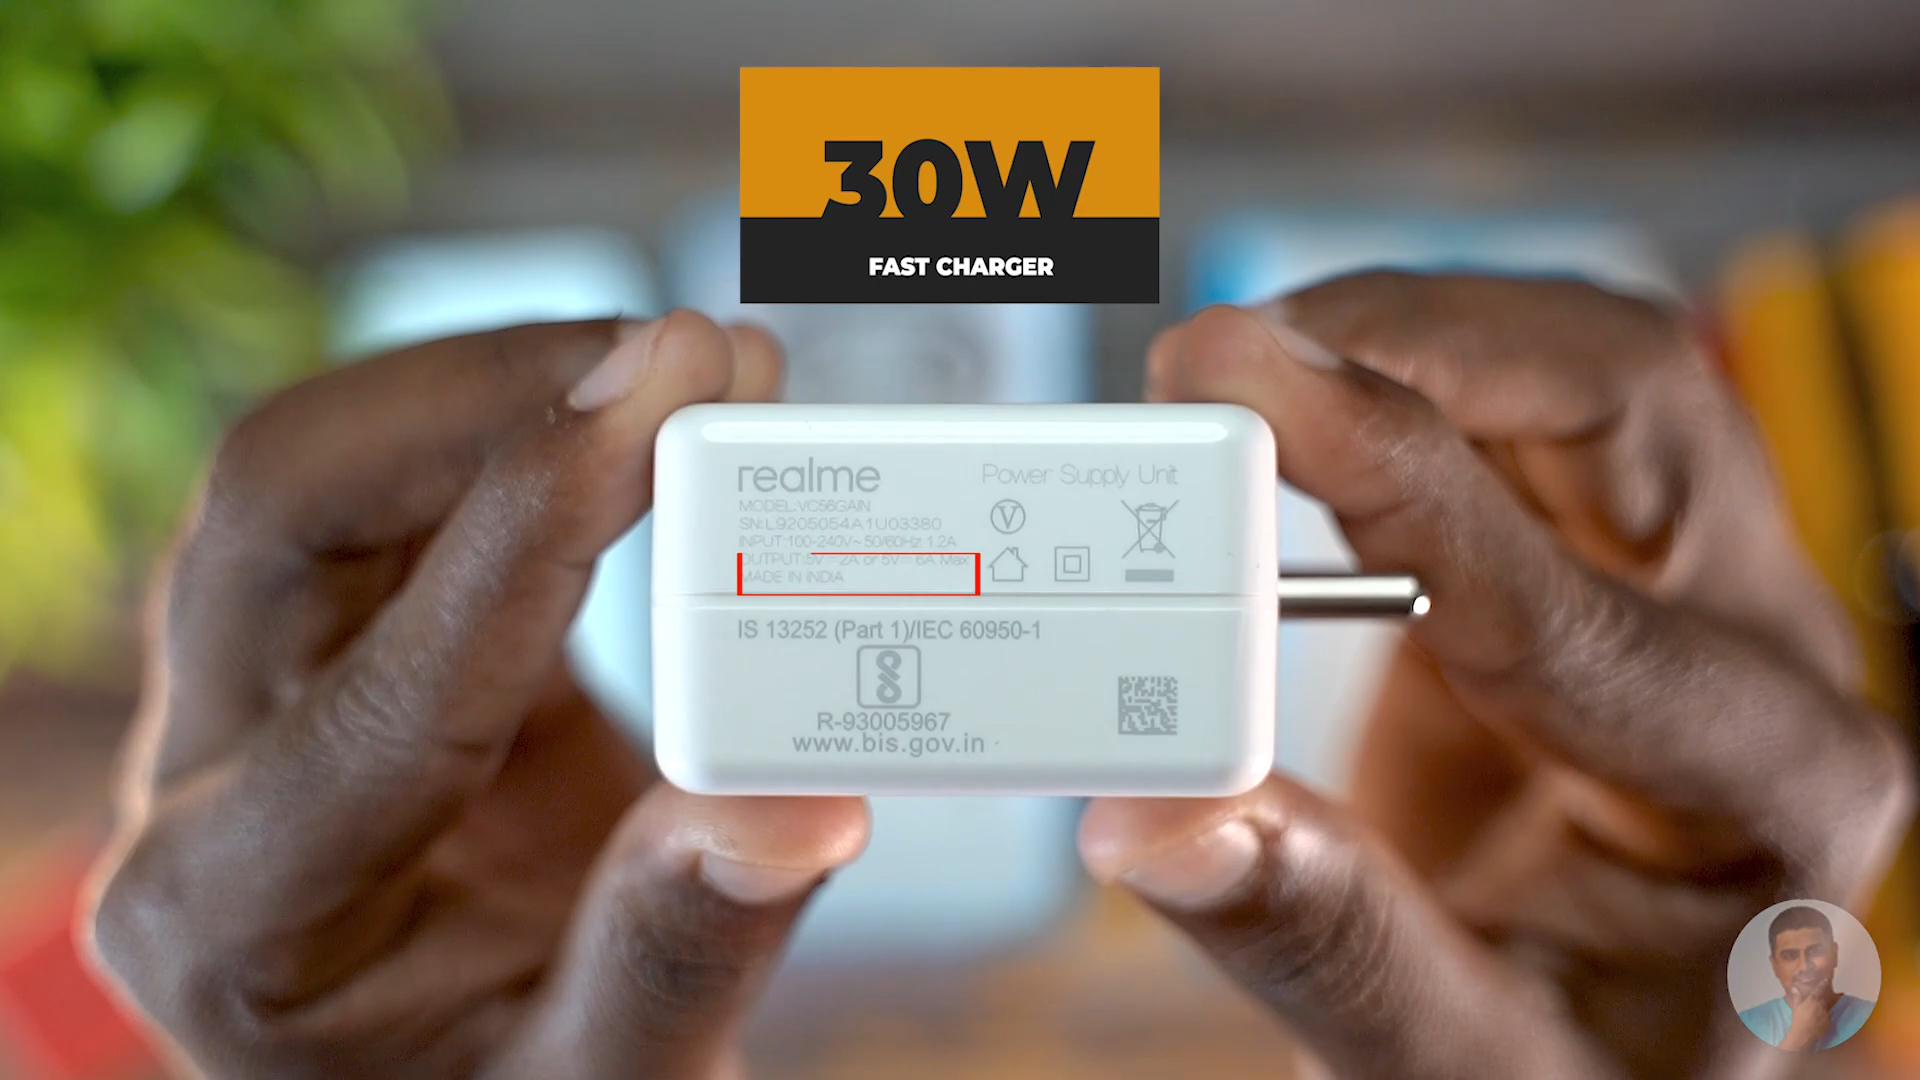 30W
FAST CHARGER
realme
Power Supply Unit
MODEL:VC56GAIN
SN:L9205054A1U03380
INPUT:100-240V~50/60Hz 1.2A
OUTPUT:5V⎓2A or 5V⎓6A Max
MADE IN INDIA
IS 13252 (Part 1)/IEC 60950-1
R-93005967
www.bis.gov.in